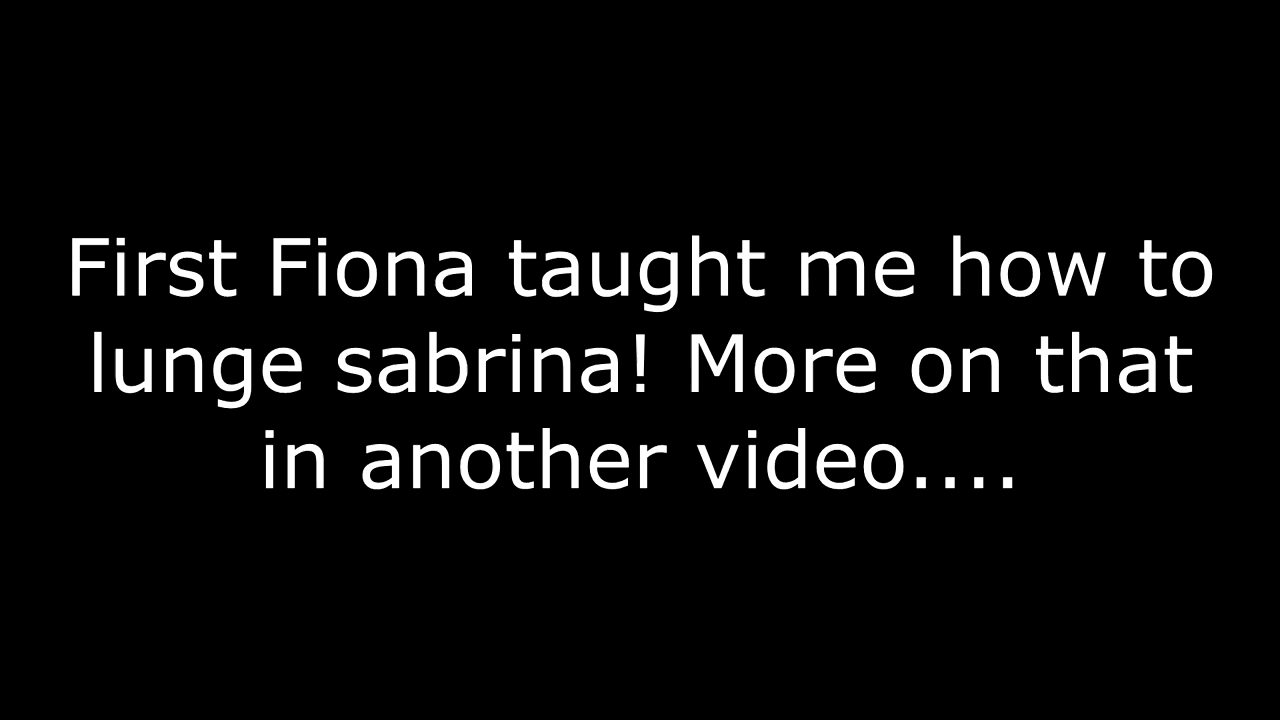 First Fiona taught me how to
lunge sabrina! More on that
in another video....